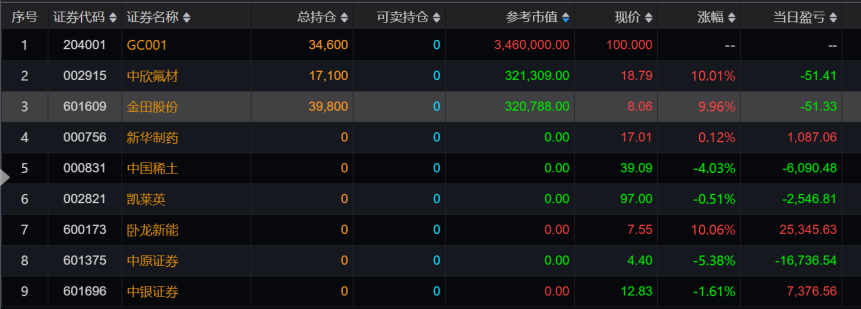 序号 证券代码 证券名称 总持仓 可卖持仓 参考市值 现价 涨幅 当日盈亏
1 204001 GC001 34,600 0 3,460,000.00 100.000 -- --
2 002915 中欣氟材 17,100 0 321,309.00 18.79 10.01% -51.41
3 601609 金田股份 39,800 0 320,788.00 8.06 9.96% -51.33
4 000756 新华制药 0 0 0.00 17.01 0.12% 1,087.06
5 000831 中国稀土 0 0 0.00 39.09 -4.03% -6,090.48
6 002821 凯莱英 0 0 0.00 97.00 -0.51% -2,546.81
7 600173 卧龙新能 0 0 0.00 7.55 10.06% 25,345.63
8 601375 中原证券 0 0 0.00 4.40 -5.38% -16,736.54
9 601696 中银证券 0 0 0.00 12.83 -1.61% 7,376.56